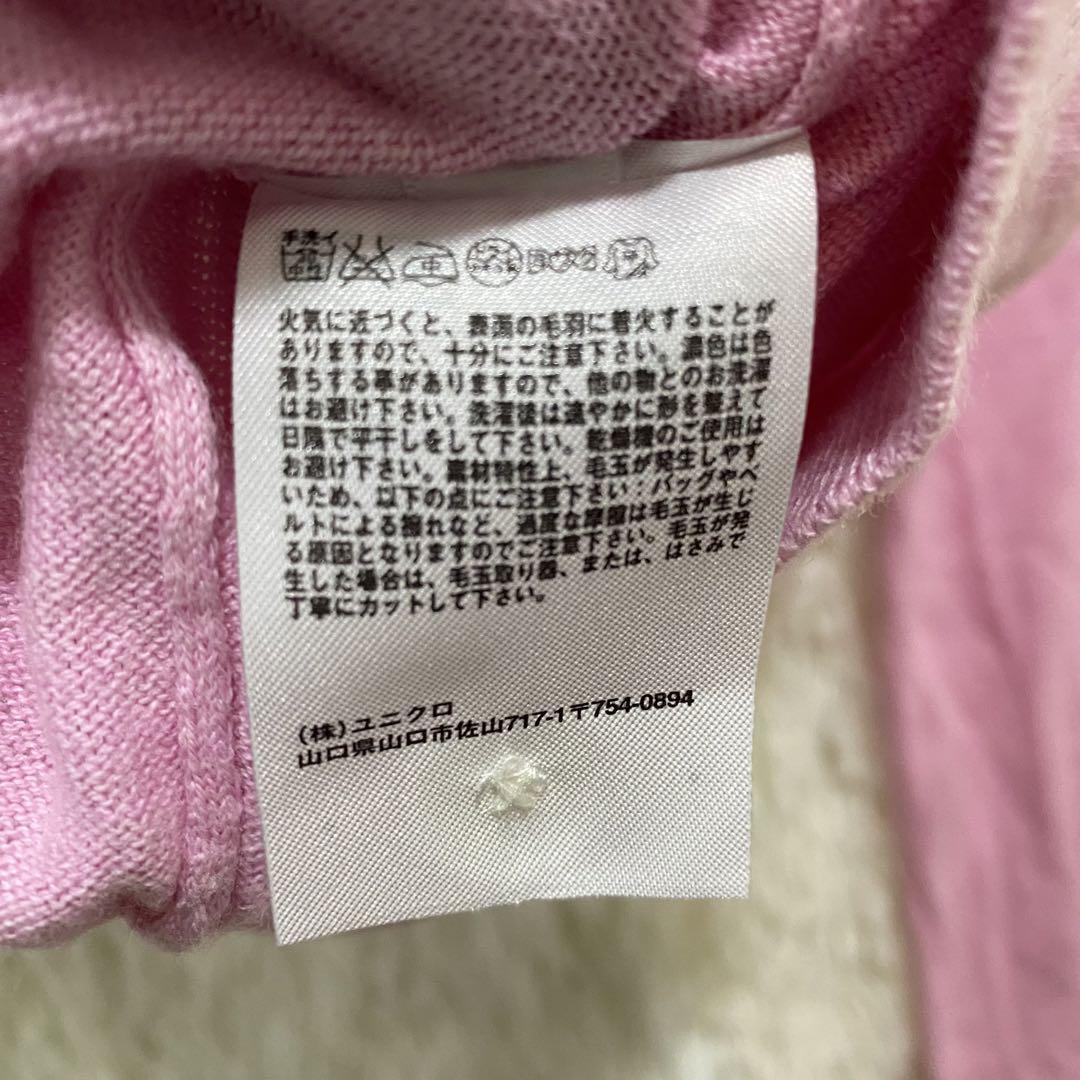 手洗イ
中
火気に近づくと、表面の毛羽に着火することが
ありますので、十分にご注意下さい。濃色は色
落ちする事がありますので、他の物とのお洗濯
はお避け下さい。洗濯後は速やかに形を整えて
日陰で平干しをして下さい。乾燥機のご使用は
お避け下さい。素材特性上、毛玉が発生しやす
いため、以下の点にご注意下さい：バッグやベ
ルトによる擦れなど、過度な摩擦は毛玉が生じ
る原因となりますのでご注意下さい。毛玉が発
生した場合は、毛玉取り器、または、はさみで
丁寧にカットして下さい。
(株)ユニクロ
山口県山口市佐山717-1〒754-0894